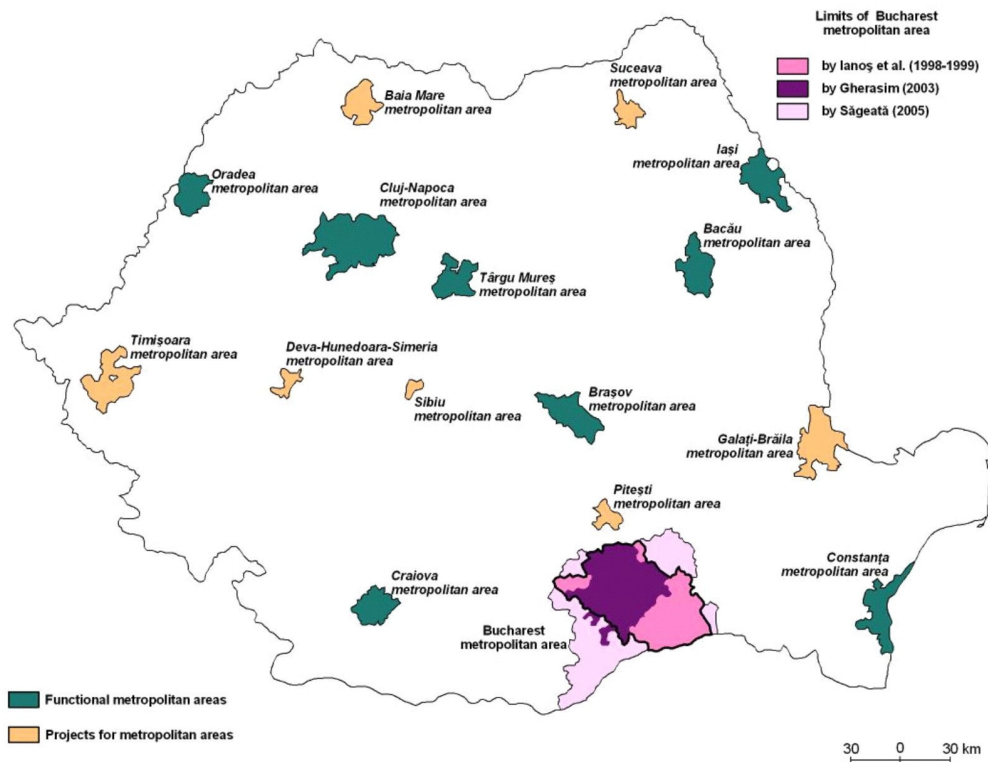 Limits of Bucharest
metropolitan area
by Ianoş et al. (1998-1999)
by Gherasim (2003)
by Săgeată (2005)
Suceava
metropolitan area
Baia Mare
metropolitan area
Iaşi
metropolitan area
Oradea
metropolitan area
Cluj-Napoca
metropolitan area
Bacău
metropolitan area
Târgu Mureş
metropolitan area
Timişoara
metropolitan area
Deva-Hunedoara-Simeria
metropolitan area
Sibiu
metropolitan area
Braşov
metropolitan area
Galaţi-Brăila
metropolitan area
Piteşti
metropolitan area
Constanţa
metropolitan area
Craiova
metropolitan area
Bucharest
metropolitan area
Functional metropolitan areas
Projects for metropolitan areas
30 0 30 km